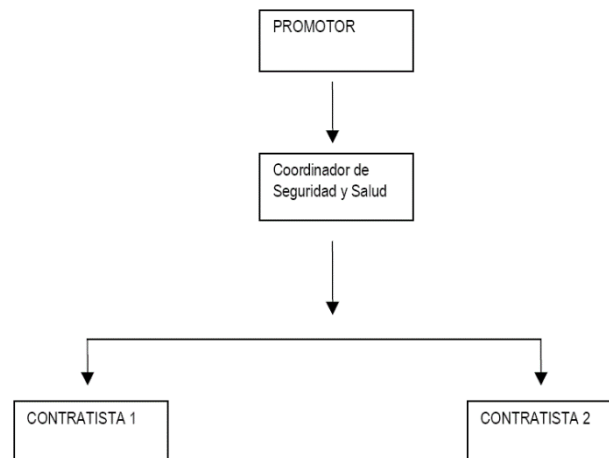 PROMOTOR
Coordinador de
Seguridad y Salud
CONTRATISTA 1
CONTRATISTA 2